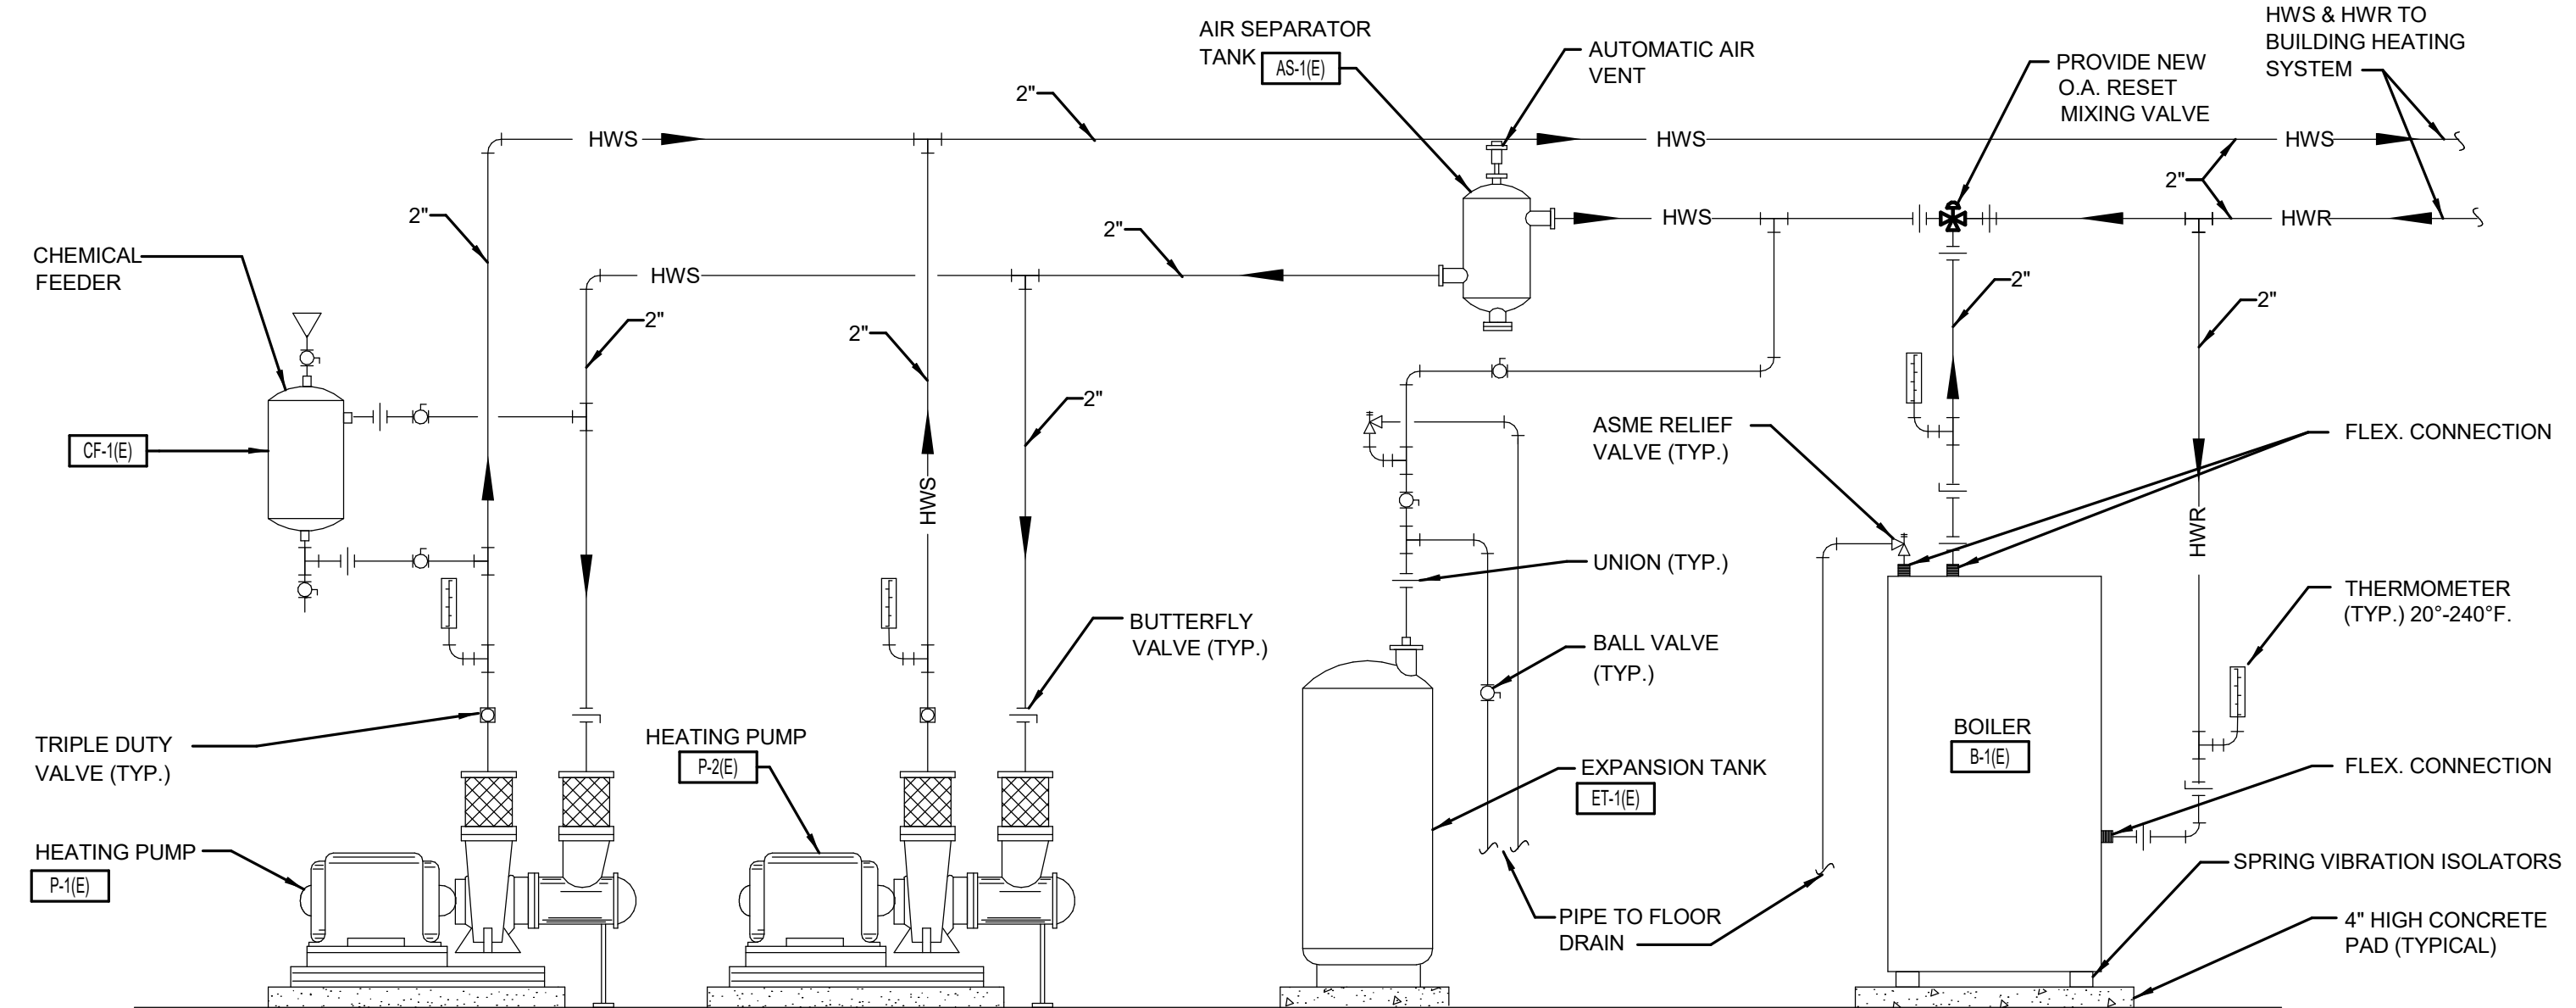 HWS & HWR TO
BUILDING HEATING
SYSTEM
AIR SEPARATOR
TANK
AS-1(E)
AUTOMATIC AIR
VENT
PROVIDE NEW
O.A. RESET
MIXING VALVE
2"
HWS
HWS
HWS
2"
2"
HWS
HWR
2"
CHEMICAL
FEEDER
HWS
2"
2"
2"
2"
2"
CF-1(E)
ASME RELIEF
VALVE (TYP.)
FLEX. CONNECTION
HWS
HWR
UNION (TYP.)
THERMOMETER
(TYP.) 20°-240°F.
BUTTERFLY
VALVE (TYP.)
BALL VALVE
(TYP.)
TRIPLE DUTY
VALVE (TYP.)
HEATING PUMP
P-2(E)
BOILER
B-1(E)
EXPANSION TANK
ET-1(E)
FLEX. CONNECTION
HEATING PUMP
P-1(E)
SPRING VIBRATION ISOLATORS
PIPE TO FLOOR
DRAIN
4" HIGH CONCRETE
PAD (TYPICAL)